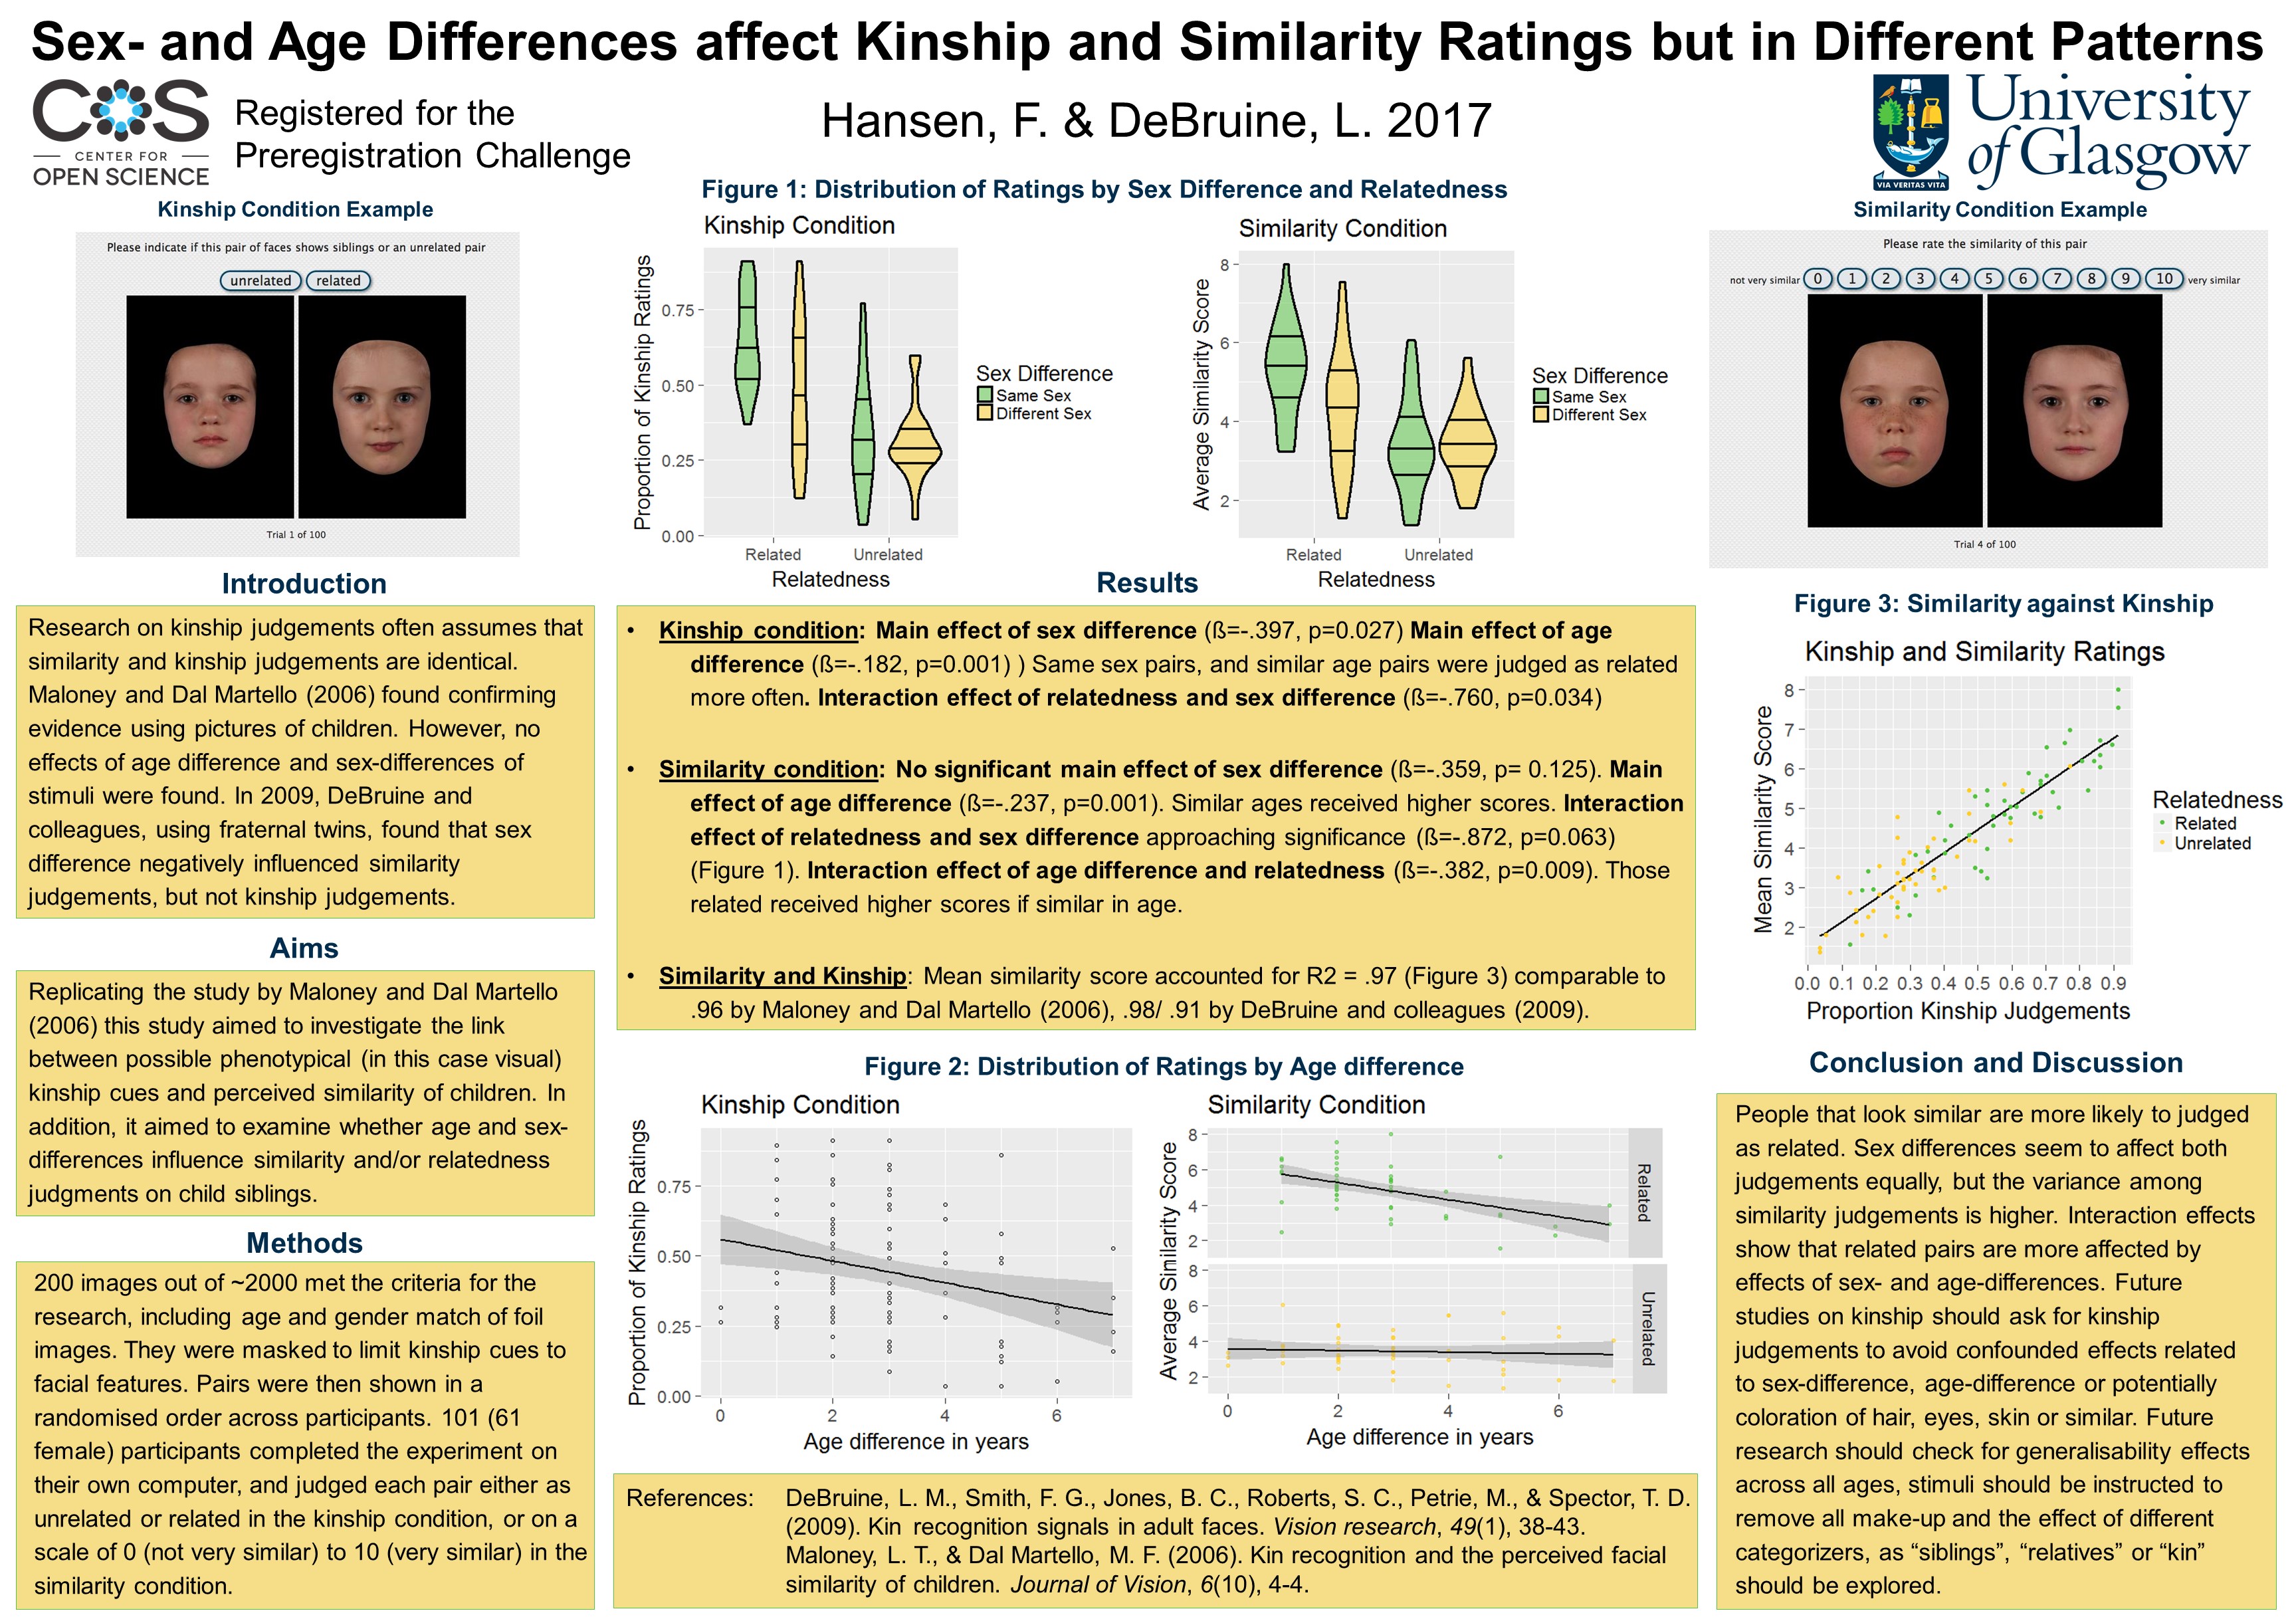 Sex- and Age Differences affect Kinship and Similarity Ratings but in Different Patterns
COS
CENTER FOR
OPEN SCIENCE
Registered for the
Preregistration Challenge
Hansen, F. & DeBruine, L. 2017
University
of Glasgow
VIA VERITAS VITA
Kinship Condition Example
Please indicate if this pair of faces shows siblings or an unrelated pair
unrelated related
Trial 1 of 100
Introduction
Research on kinship judgements often assumes that
similarity and kinship judgements are identical.
Maloney and Dal Martello (2006) found confirming
evidence using pictures of children. However, no
effects of age difference and sex-differences of
stimuli were found. In 2009, DeBruine and
colleagues, using fraternal twins, found that sex
difference negatively influenced similarity
judgements, but not kinship judgements.
Aims
Replicating the study by Maloney and Dal Martello
(2006) this study aimed to investigate the link
between possible phenotypical (in this case visual)
kinship cues and perceived similarity of children. In
addition, it aimed to examine whether age and sex-
differences influence similarity and/or relatedness
judgments on child siblings.
Methods
200 images out of ~2000 met the criteria for the
research, including age and gender match of foil
images. They were masked to limit kinship cues to
facial features. Pairs were then shown in a
randomised order across participants. 101 (61
female) participants completed the experiment on
their own computer, and judged each pair either as
unrelated or related in the kinship condition, or on a
scale of 0 (not very similar) to 10 (very similar) in the
similarity condition.
Figure 1: Distribution of Ratings by Sex Difference and Relatedness
Kinship Condition
Proportion of Kinship Ratings
0.75
0.50
0.25
0.00
Related Unrelated
Relatedness
Sex Difference
Same Sex
Different Sex
Similarity Condition
Average Similarity Score
8
6
4
2
Related Unrelated
Relatedness
Sex Difference
Same Sex
Different Sex
Results
• Kinship condition: Main effect of sex difference (ß=-.397, p=0.027) Main effect of age
difference (ß=-.182, p=0.001) ) Same sex pairs, and similar age pairs were judged as related
more often. Interaction effect of relatedness and sex difference (ß=-.760, p=0.034)
• Similarity condition: No significant main effect of sex difference (ß=-.359, p= 0.125). Main
effect of age difference (ß=-.237, p=0.001). Similar ages received higher scores. Interaction
effect of relatedness and sex difference approaching significance (ß=-.872, p=0.063)
(Figure 1). Interaction effect of age difference and relatedness (ß=-.382, p=0.009). Those
related received higher scores if similar in age.
• Similarity and Kinship: Mean similarity score accounted for R2 = .97 (Figure 3) comparable to
.96 by Maloney and Dal Martello (2006), .98/ .91 by DeBruine and colleagues (2009).
Figure 2: Distribution of Ratings by Age difference
Kinship Condition
Proportion of Kinship Ratings
0.75
0.50
0.25
0.00
0 2 4 6
Age difference in years
Similarity Condition
Average Similarity Score
8
6
4
2
Related
Average Similarity Score
8
6
4
2
Unrelated
0 2 4 6
Age difference in years
References: DeBruine, L. M., Smith, F. G., Jones, B. C., Roberts, S. C., Petrie, M., & Spector, T. D.
(2009). Kin recognition signals in adult faces. Vision research, 49(1), 38-43.
Maloney, L. T., & Dal Martello, M. F. (2006). Kin recognition and the perceived facial
similarity of children. Journal of Vision, 6(10), 4-4.
Similarity Condition Example
Please rate the similarity of this pair
not very similar 0 1 2 3 4 5 6 7 8 9 10 very similar
Trial 4 of 100
Figure 3: Similarity against Kinship
Kinship and Similarity Ratings
Mean Similarity Score
8
7
6
5
4
3
2
0.0 0.1 0.2 0.3 0.4 0.5 0.6 0.7 0.8 0.9
Proportion Kinship Judgements
Relatedness
Related
Unrelated
Conclusion and Discussion
People that look similar are more likely to judged
as related. Sex differences seem to affect both
judgements equally, but the variance among
similarity judgements is higher. Interaction effects
show that related pairs are more affected by
effects of sex- and age-differences. Future
studies on kinship should ask for kinship
judgements to avoid confounded effects related
to sex-difference, age-difference or potentially
coloration of hair, eyes, skin or similar. Future
research should check for generalisability effects
across all ages, stimuli should be instructed to
remove all make-up and the effect of different
categorizers, as “siblings”, “relatives” or “kin”
should be explored.